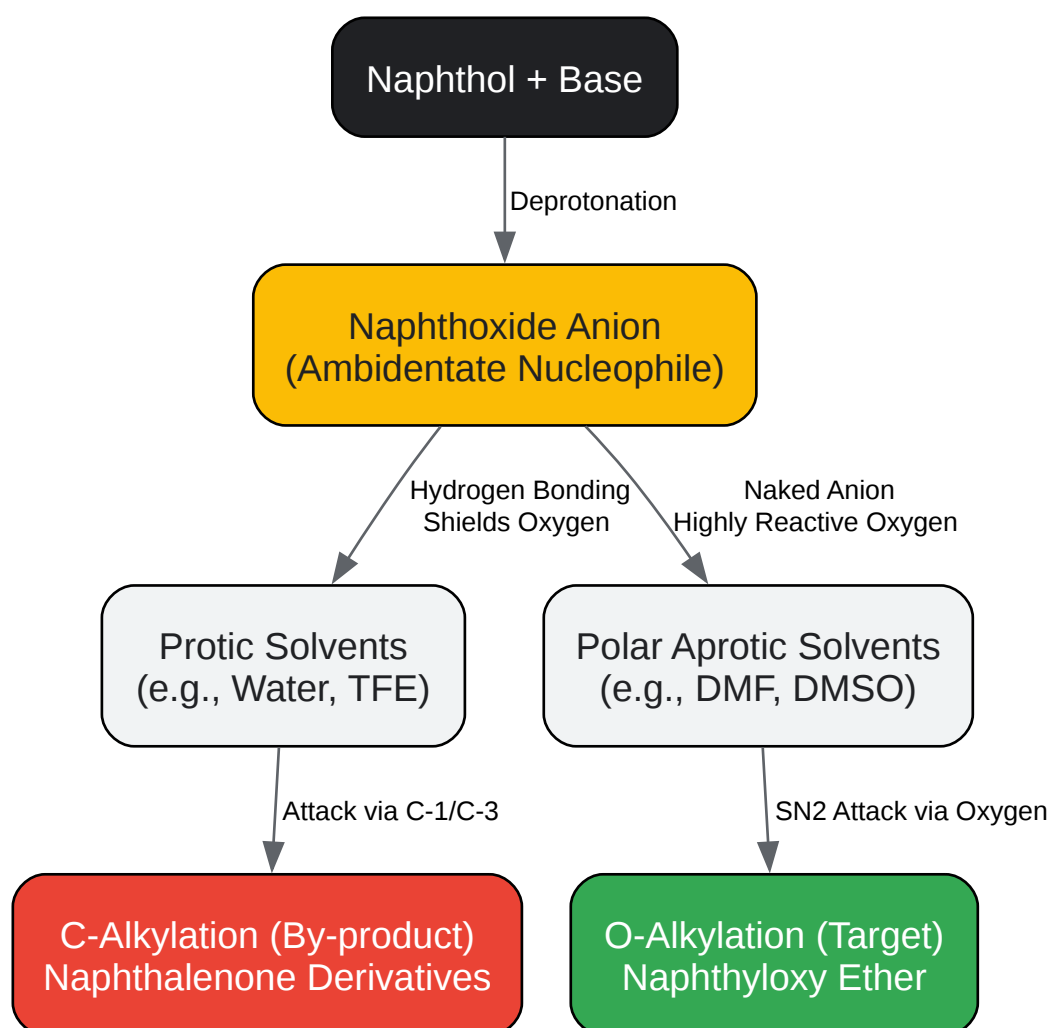 Naphthol + Base
Deprotonation
Naphthoxide Anion
(Ambidentate Nucleophile)
Hydrogen Bonding
Shields Oxygen
Naked Anion
Highly Reactive Oxygen
Protic Solvents
(e.g., Water, TFE)
Polar Aprotic Solvents
(e.g., DMF, DMSO)
Attack via C-1/C-3
SN2 Attack via Oxygen
C-Alkylation (By-product)
Naphthalenone Derivatives
O-Alkylation (Target)
Naphthyloxy Ether